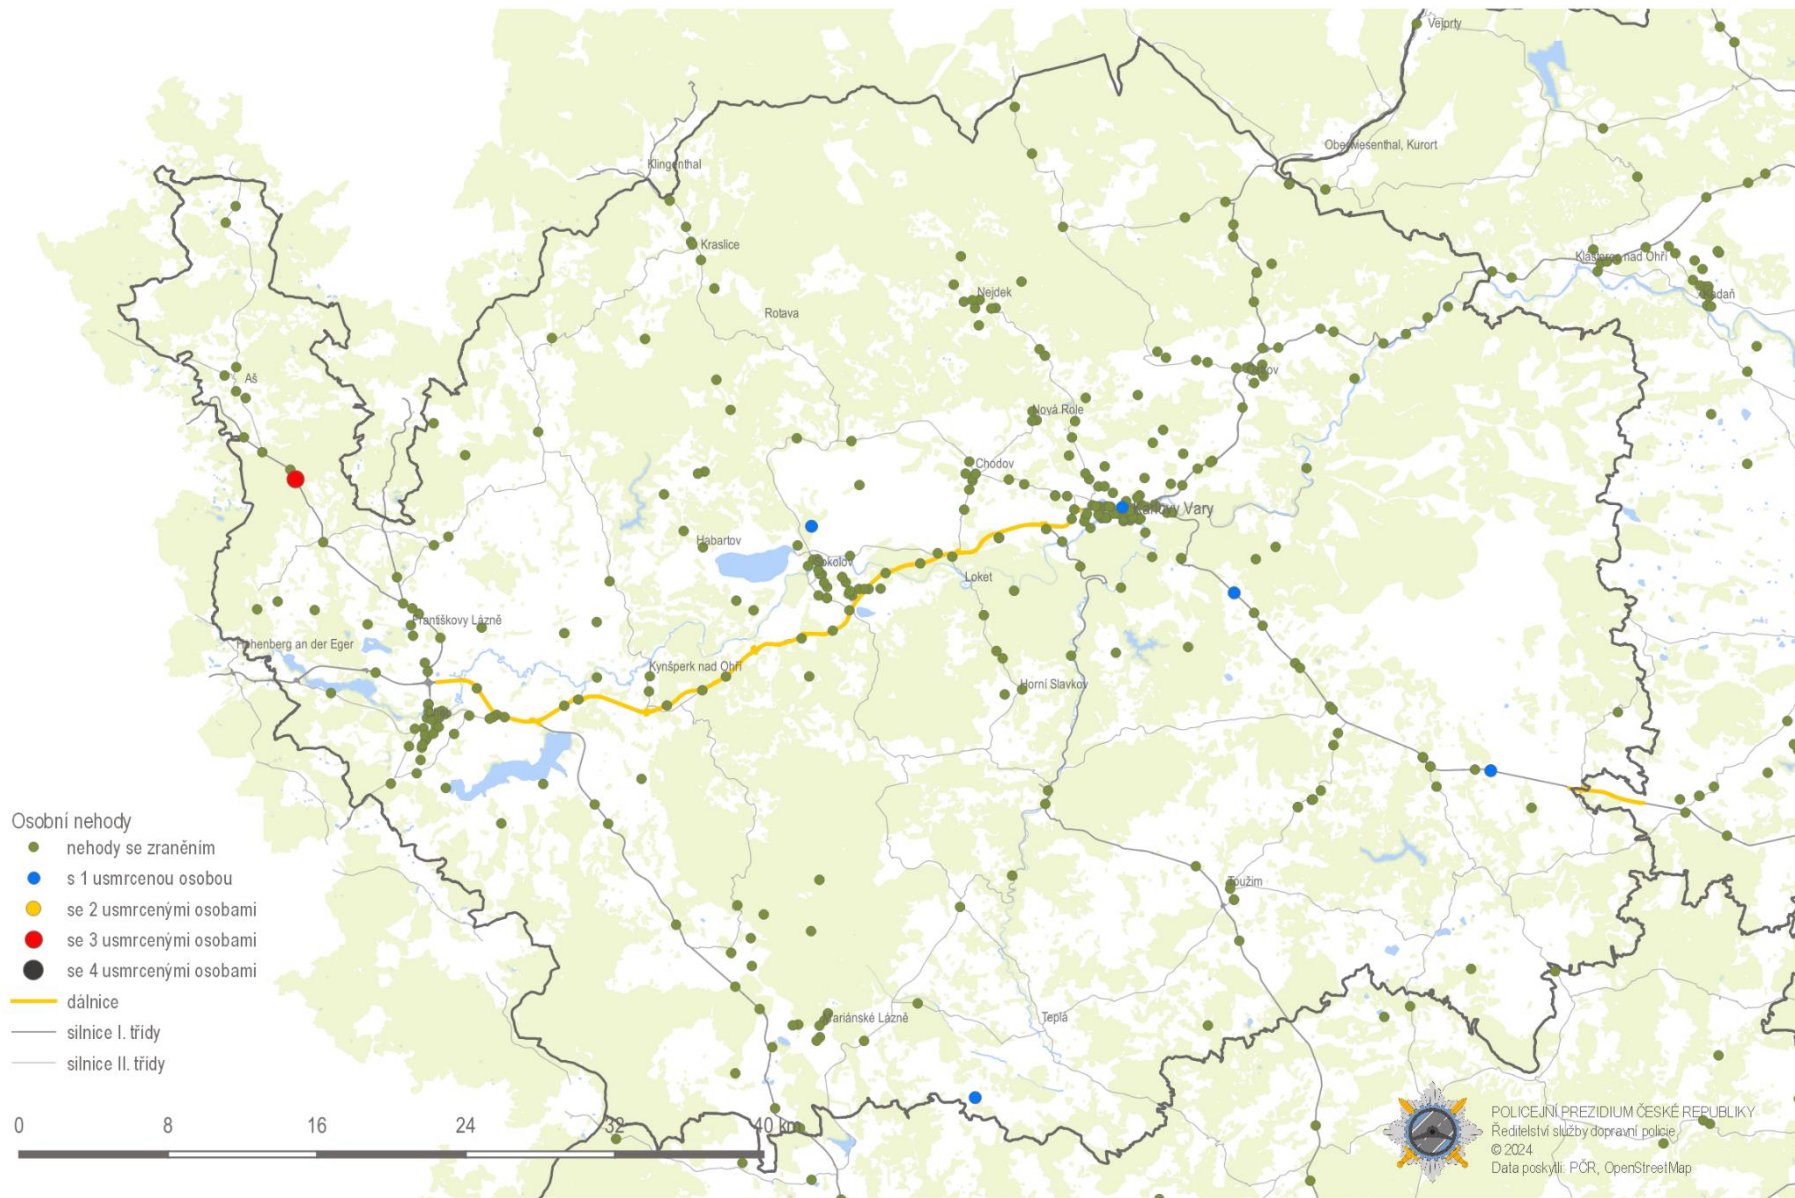 Vejprty
Oberwiesenthal, Kurort
Klingenthal
Kraslice
Klášterec nad Ohří
Nejdek
Kadaň
Rotava
Aš
Ostrov
Nová Role
Chodov
Karlovy Vary
Habartov
Sokolov
Loket
Františkovy Lázně
Hohenberg an der Eger
Kynšperk nad Ohří
Horní Slavkov
Cheb
Osobní nehody
nehody se zraněním
s 1 usmrcenou osobou
se 2 usmrcenými osobami
se 3 usmrcenými osobami
se 4 usmrcenými osobami
dálnice
silnice I. třídy
silnice II. třídy
Toužim
Mariánské Lázně
Teplá
0 8 16 24 32 40 km
POLICEJNÍ PREZIDIUM ČESKÉ REPUBLIKY
Ředitelství služby dopravní policie
© 2024
Data poskytli: PČR, OpenStreetMap